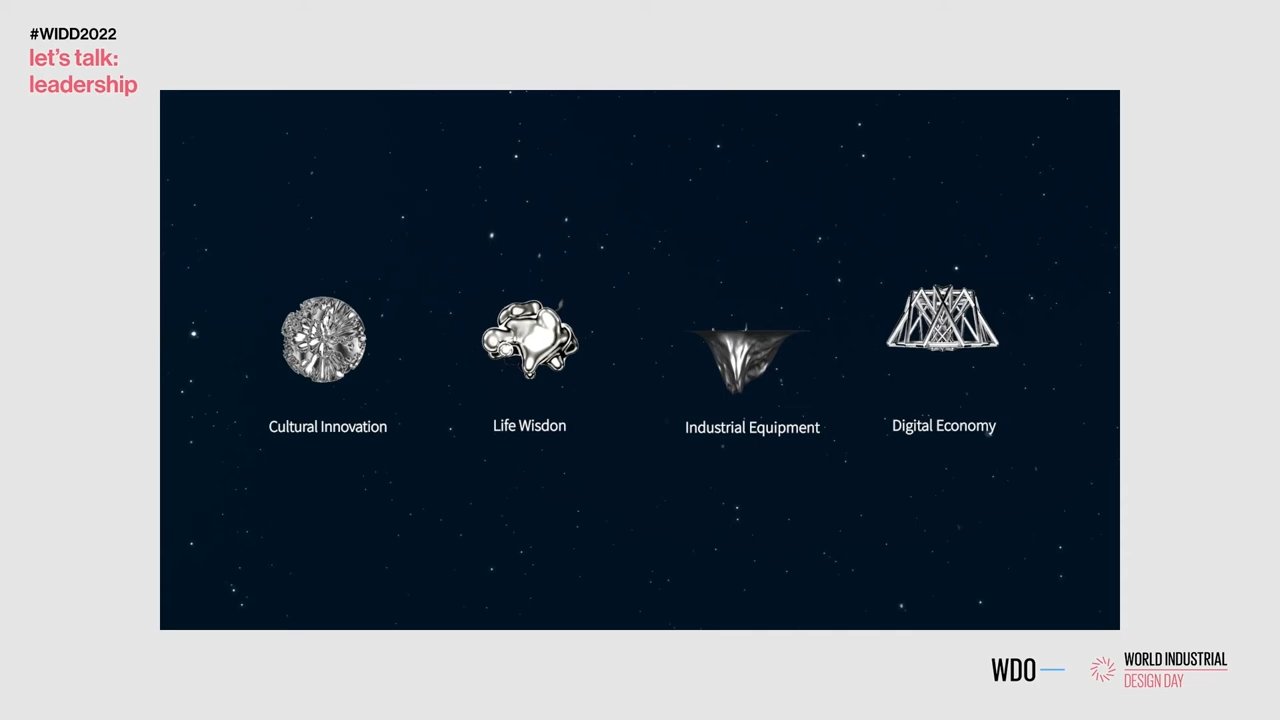 #WIDD2022
let's talk:
leadership
Cultural Innovation
Life Wisdon
Industrial Equipment
Digital Economy
WDO
WORLD INDUSTRIAL
DESIGN DAY